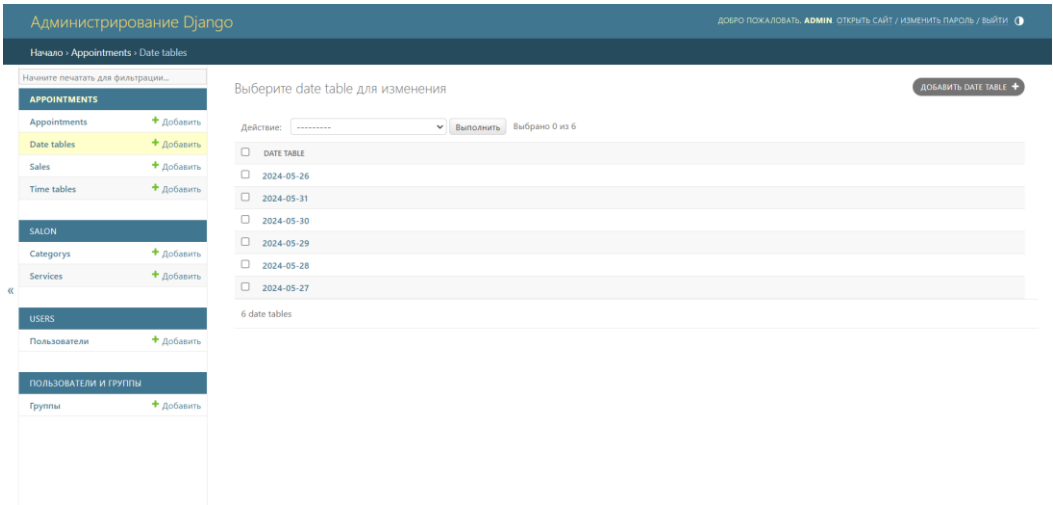 Администрирование Django
ДОБРО ПОЖАЛОВАТЬ, ADMIN. ОТКРЫТЬ САЙТ / ИЗМЕНИТЬ ПАРОЛЬ / ВЫЙТИ
Начало › Appointments › Date tables
Начните печатать для фильтрации...
APPOINTMENTS
Appointments + Добавить
Date tables + Добавить
Sales + Добавить
Time tables + Добавить
SALON
Categorys + Добавить
Services + Добавить
«
USERS
Пользователи + Добавить
ПОЛЬЗОВАТЕЛИ И ГРУППЫ
Группы + Добавить
Выберите date table для изменения
ДОБАВИТЬ DATE TABLE +
Действие: --------- Выполнить Выбрано 0 из 6
DATE TABLE
2024-05-26
2024-05-31
2024-05-30
2024-05-29
2024-05-28
2024-05-27
6 date tables